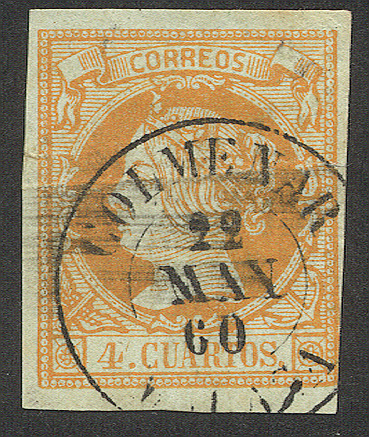 CORREOS
COLMENAR
22
MAY
60
4. CUARTOS.